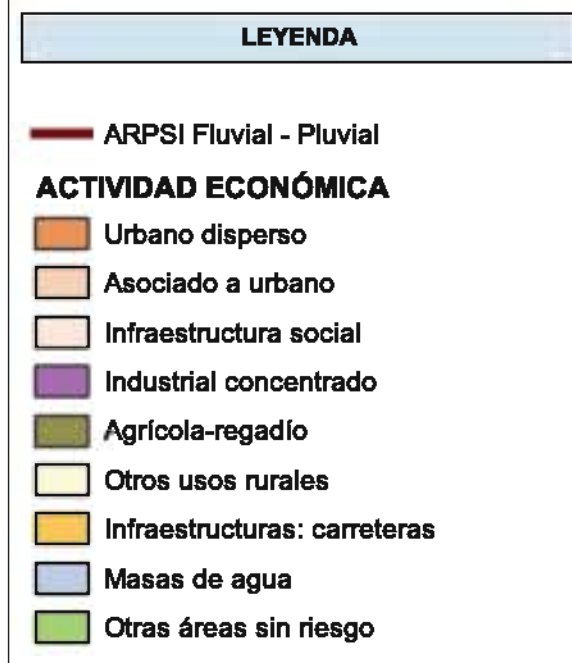 LEYENDA
ARPSI Fluvial - Pluvial
ACTIVIDAD ECONÓMICA
Urbano disperso
Asociado a urbano
Infraestructura social
Industrial concentrado
Agrícola-regadío
Otros usos rurales
Infraestructuras: carreteras
Masas de agua
Otras áreas sin riesgo